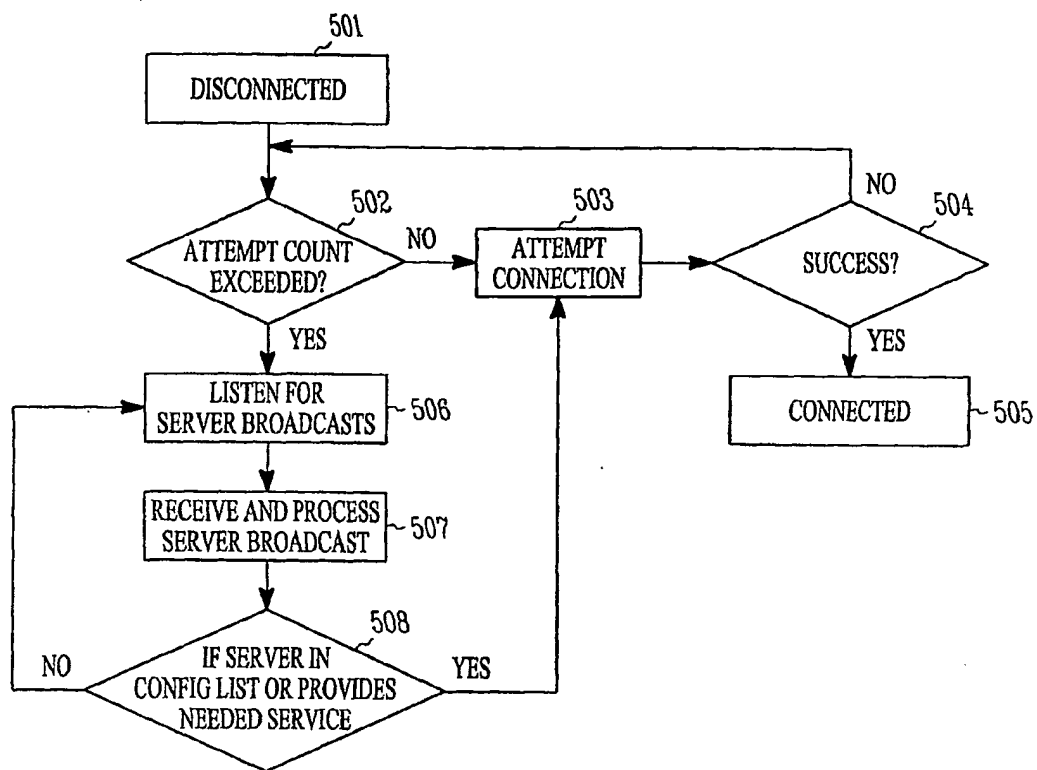 501
DISCONNECTED
502
ATTEMPT COUNT
EXCEEDED?
NO
503
ATTEMPT
CONNECTION
NO
504
SUCCESS?
YES
YES
LISTEN FOR
SERVER BROADCASTS
506
CONNECTED
505
RECEIVE AND PROCESS
SERVER BROADCAST
507
508
NO
IF SERVER IN
CONFIG LIST OR PROVIDES
NEEDED SERVICE
YES